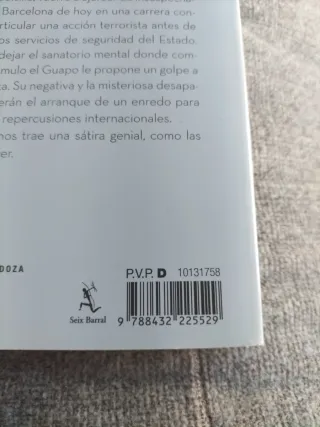 Barcelona de hoy en una carrera con-
articular una acción terrorista antes de
os servicios de seguridad del Estado.
dejar el sanatorio mental donde com-
mulo el Guapo le propone un golpe a
ta. Su negativa y la misteriosa desapa-
erán el arranque de un enredo para
repercusiones internacionales.
nos trae una sátira genial, como las
er.
DOZA
P.V.P. D 10131758
Seix Barral
9 788432 225529